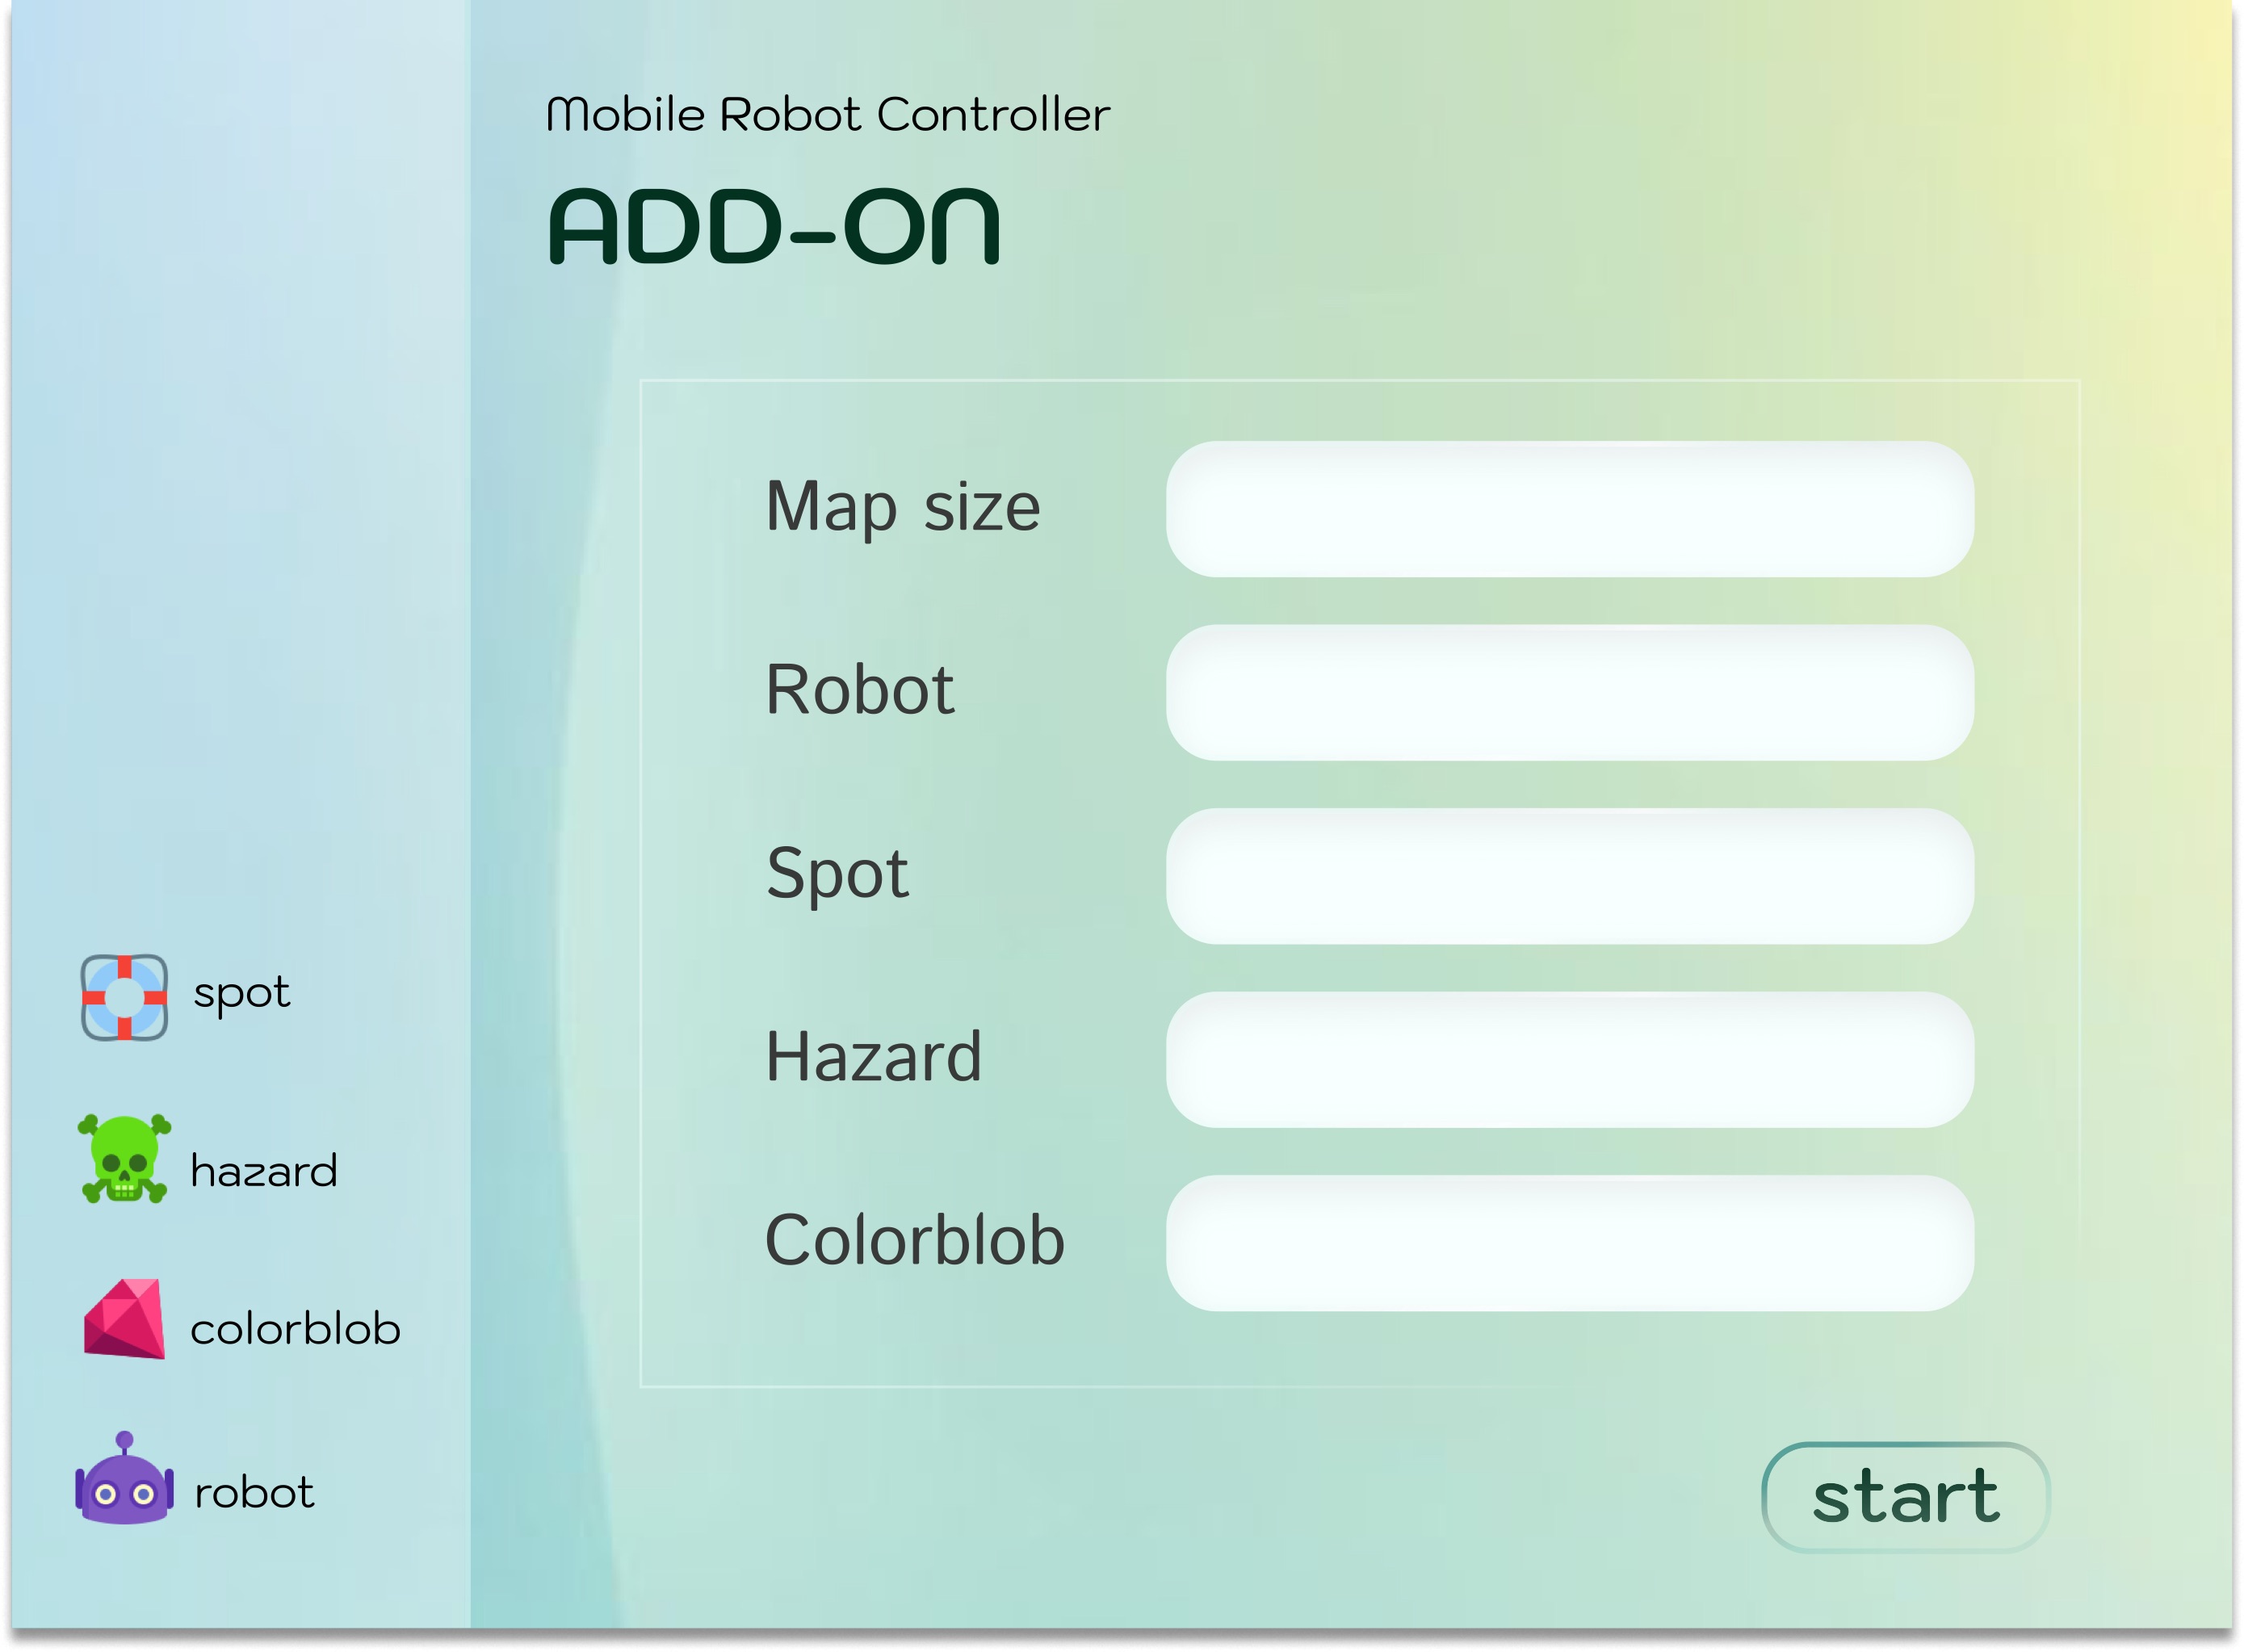 Mobile Robot Controller
ADD-ON
Map size
Robot
Spot
Hazard
Colorblob
spot
hazard
colorblob
robot
start